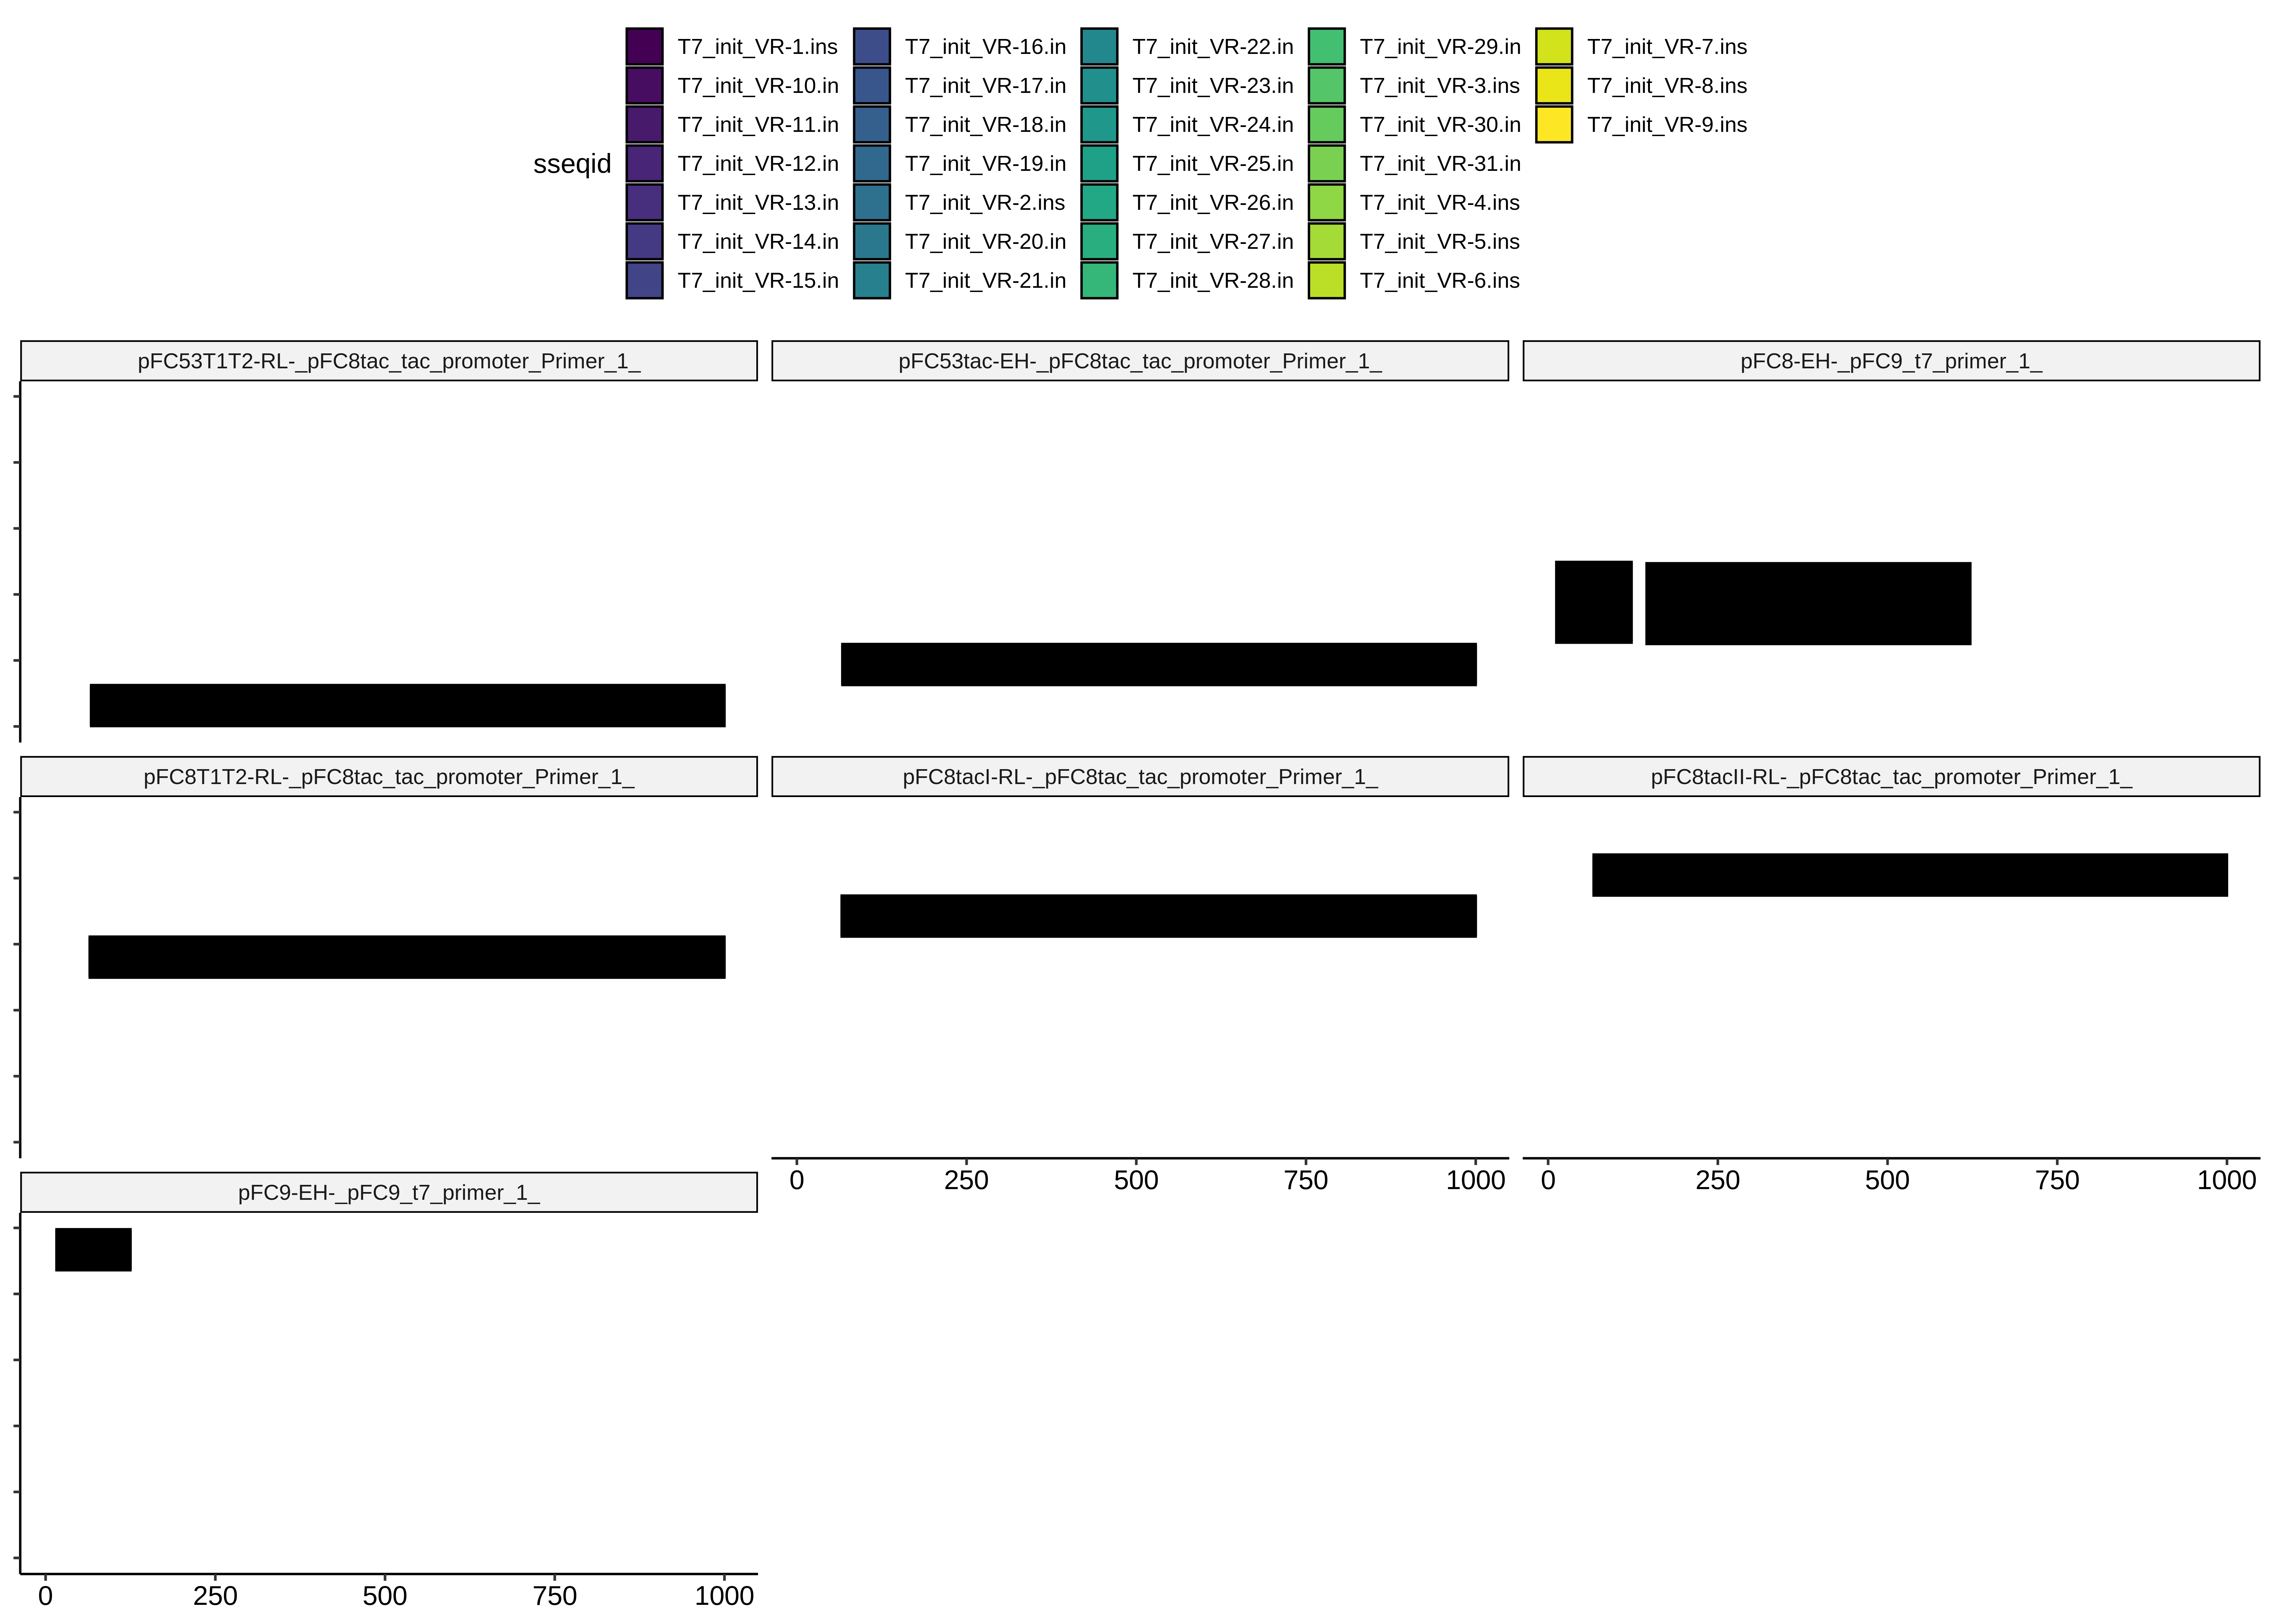 sseqid
T7_init_VR-1.ins
T7_init_VR-10.in
T7_init_VR-11.in
T7_init_VR-12.in
T7_init_VR-13.in
T7_init_VR-14.in
T7_init_VR-15.in
T7_init_VR-16.in
T7_init_VR-17.in
T7_init_VR-18.in
T7_init_VR-19.in
T7_init_VR-2.ins
T7_init_VR-20.in
T7_init_VR-21.in
T7_init_VR-22.in
T7_init_VR-23.in
T7_init_VR-24.in
T7_init_VR-25.in
T7_init_VR-26.in
T7_init_VR-27.in
T7_init_VR-28.in
T7_init_VR-29.in
T7_init_VR-3.ins
T7_init_VR-30.in
T7_init_VR-31.in
T7_init_VR-4.ins
T7_init_VR-5.ins
T7_init_VR-6.ins
T7_init_VR-7.ins
T7_init_VR-8.ins
T7_init_VR-9.ins
pFC53T1T2-RL-_pFC8tac_tac_promoter_Primer_1_
pFC53tac-EH-_pFC8tac_tac_promoter_Primer_1_
pFC8-EH-_pFC9_t7_primer_1_
pFC8T1T2-RL-_pFC8tac_tac_promoter_Primer_1_
pFC8tacI-RL-_pFC8tac_tac_promoter_Primer_1_
pFC8tacII-RL-_pFC8tac_tac_promoter_Primer_1_
0 250 500 750 1000
0 250 500 750 1000
pFC9-EH-_pFC9_t7_primer_1_
0 250 500 750 1000